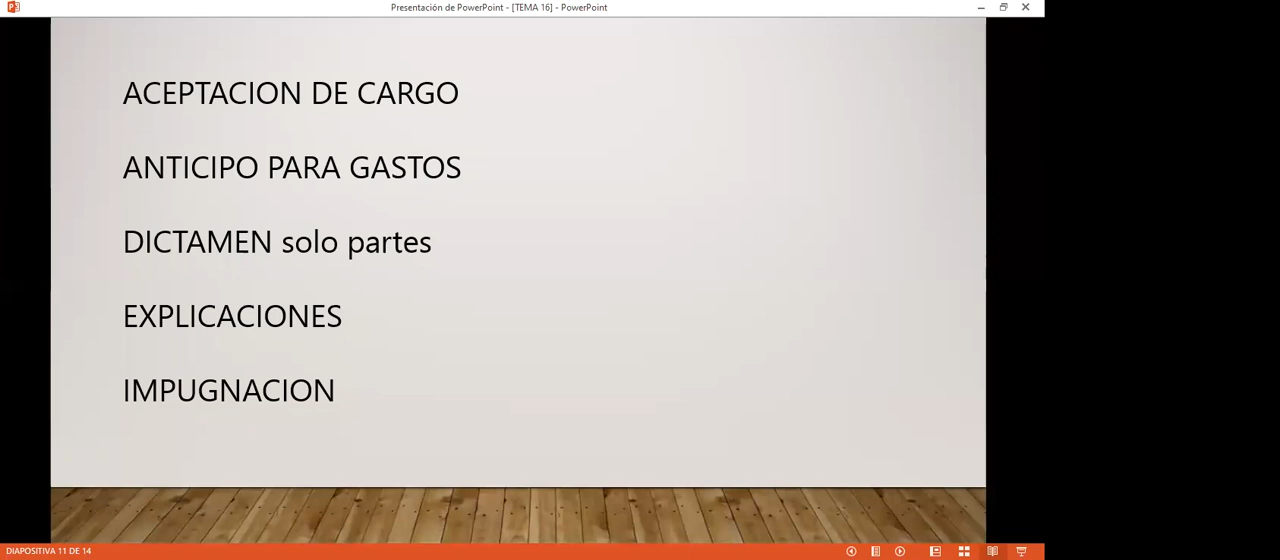 Presentación de PowerPoint - [TEMA 16] - PowerPoint
ACEPTACION DE CARGO
ANTICIPO PARA GASTOS
DICTAMEN solo partes
EXPLICACIONES
IMPUGNACION
DIAPOSITIVA 11 DE 14